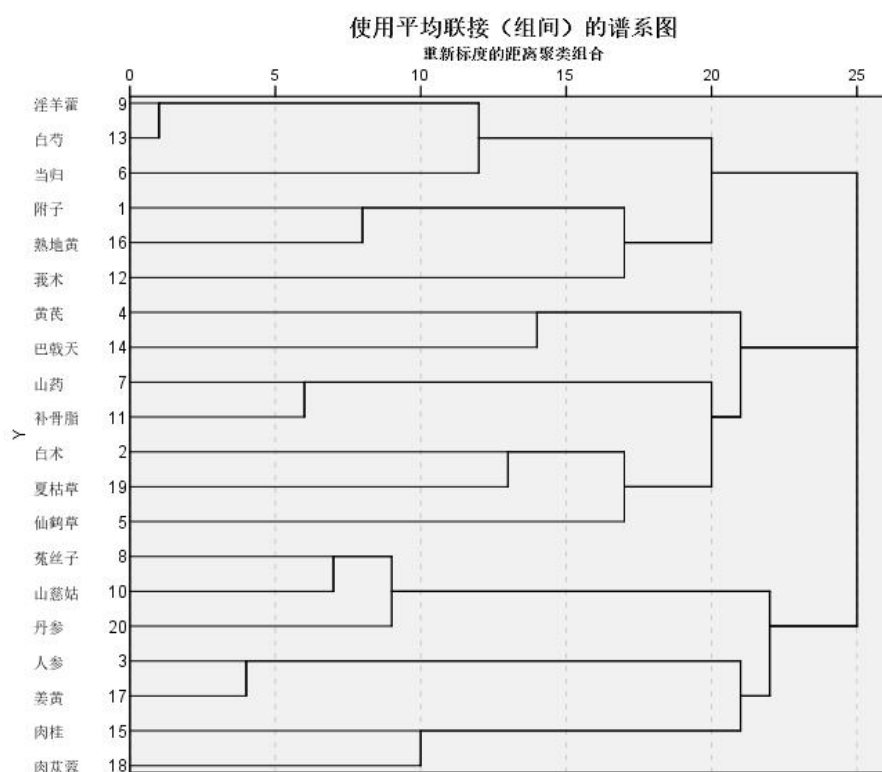 使用平均联接（组间）的谱系图
重新标度的距离聚类组合
0 5 10 15 20 25
淫羊藿 9
白芍 13
当归 6
附子 1
熟地黄 16
莪术 12
黄芪 4
巴戟天 14
山药 7
补骨脂 11
Y
白术 2
夏枯草 19
仙鹤草 5
菟丝子 8
山慈姑 10
丹参 20
人参 3
姜黄 17
肉桂 15
肉苁蓉 18